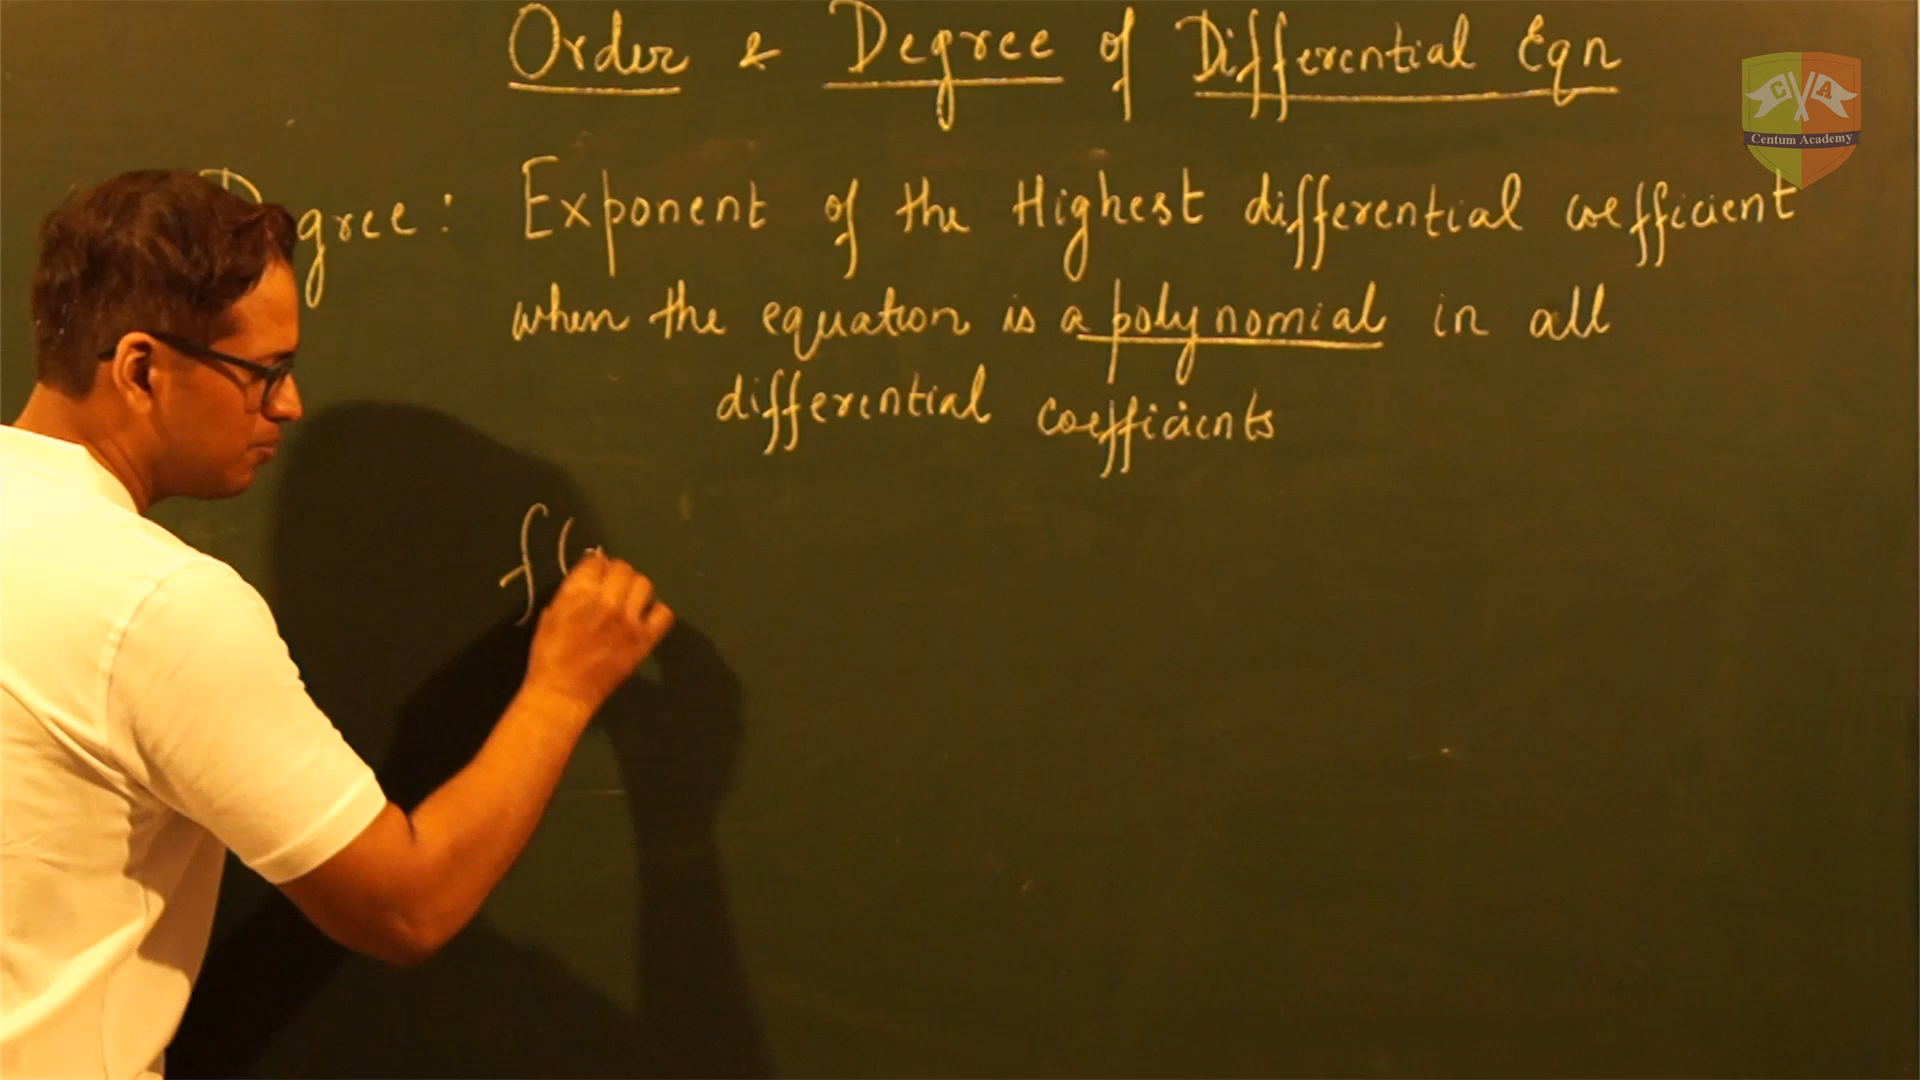 Order & Degree of Differential Eqn
C A
Centum Academy
Degree: Exponent of the Highest differential coefficient
when the equation is a polynomial in all
differential coefficients
f(